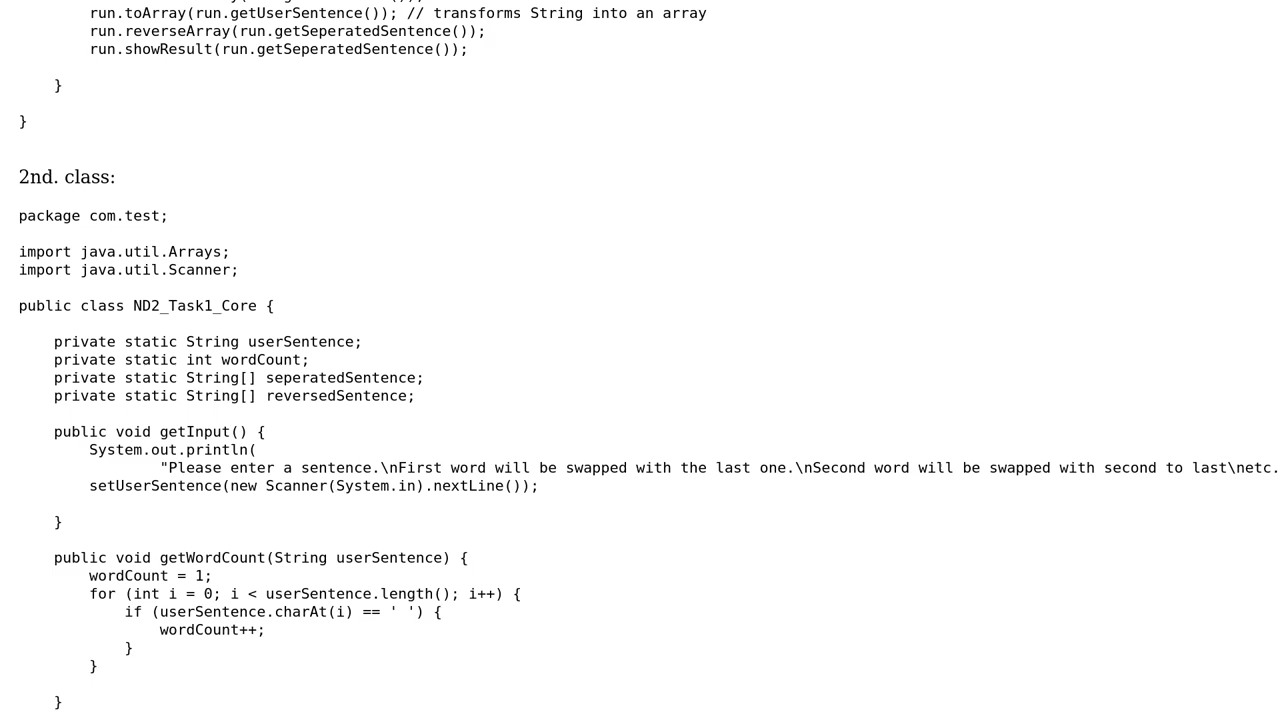 run.toArray(run.getUserSentence()); // transforms String into an array
run.reverseArray(run.getSeperatedSentence());
run.showResult(run.getSeperatedSentence());
}
}
2nd. class:
package com.test;
import java.util.Arrays;
import java.util.Scanner;
public class ND2_Task1_Core {
private static String userSentence;
private static int wordCount;
private static String[] seperatedSentence;
private static String[] reversedSentence;
public void getInput() {
System.out.println(
"Please enter a sentence.\nFirst word will be swapped with the last one.\nSecond word will be swapped with second to last\netc.
setUserSentence(new Scanner(System.in).nextLine());
}
public void getWordCount(String userSentence) {
wordCount = 1;
for (int i = 0; i < userSentence.length(); i++) {
if (userSentence.charAt(i) == ' ') {
wordCount++;
}
}
}